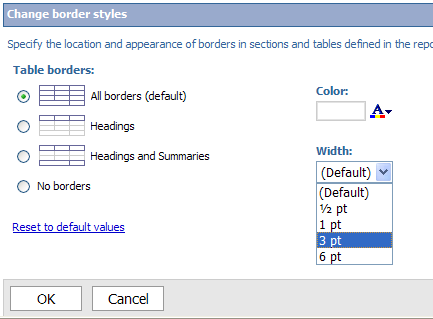 Change border styles
Specify the location and appearance of borders in sections and tables defined in the
Table borders:
All borders (default)
Headings
Headings and Summaries
No borders
Reset to default values
Color:
A
Width:
(Default)
(Default)
½ pt
1 pt
3 pt
6 pt
OK
Cancel